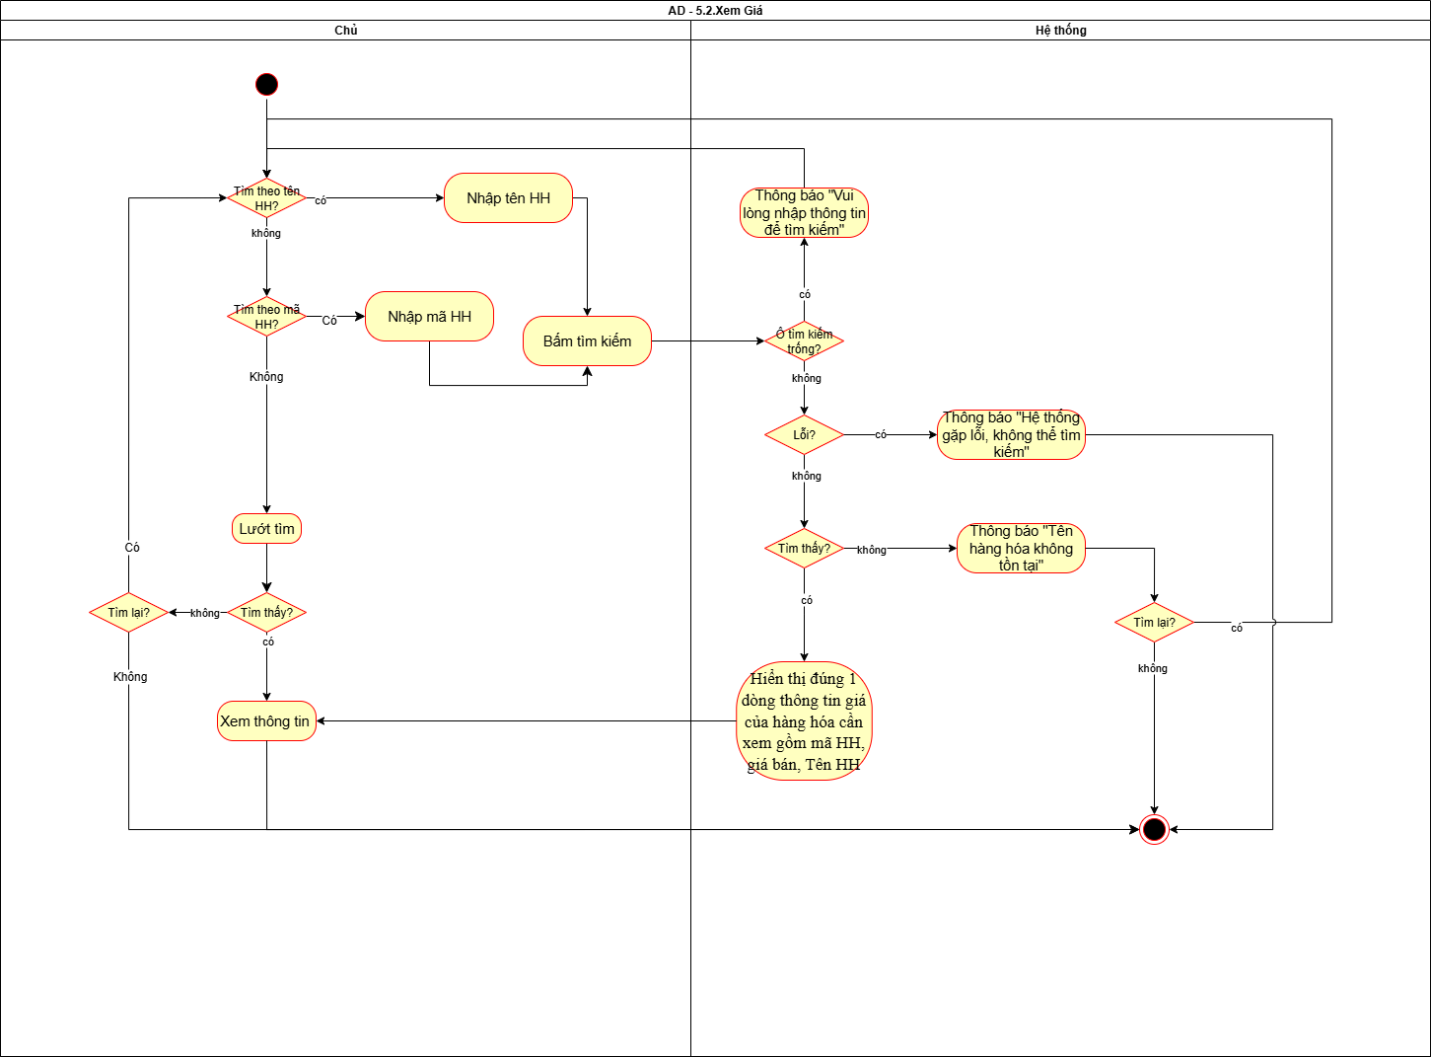 AD - 5.2.Xem Giá
Chủ
Hệ thống
Tìm theo tên
HH?
có
Nhập tên HH
không
Tìm theo mã
HH?
Có
Nhập mã HH
Bấm tìm kiếm
Không
Lướt tìm
Tìm thấy?
không
Tìm lại?
Có
Không
có
Xem thông tin
Thông báo "Vui
lòng nhập thông tin
để tìm kiếm"
có
Ô tìm kiếm
trống?
không
Lỗi?
có
Thông báo "Hệ thống
gặp lỗi, không thể tìm
kiếm"
không
Tìm thấy?
không
Thông báo "Tên
hàng hóa không
tồn tại"
Tìm lại?
có
không
có
Hiển thị đúng 1
dòng thông tin giá
của hàng hóa cần
xem gồm mã HH,
giá bán, Tên HH